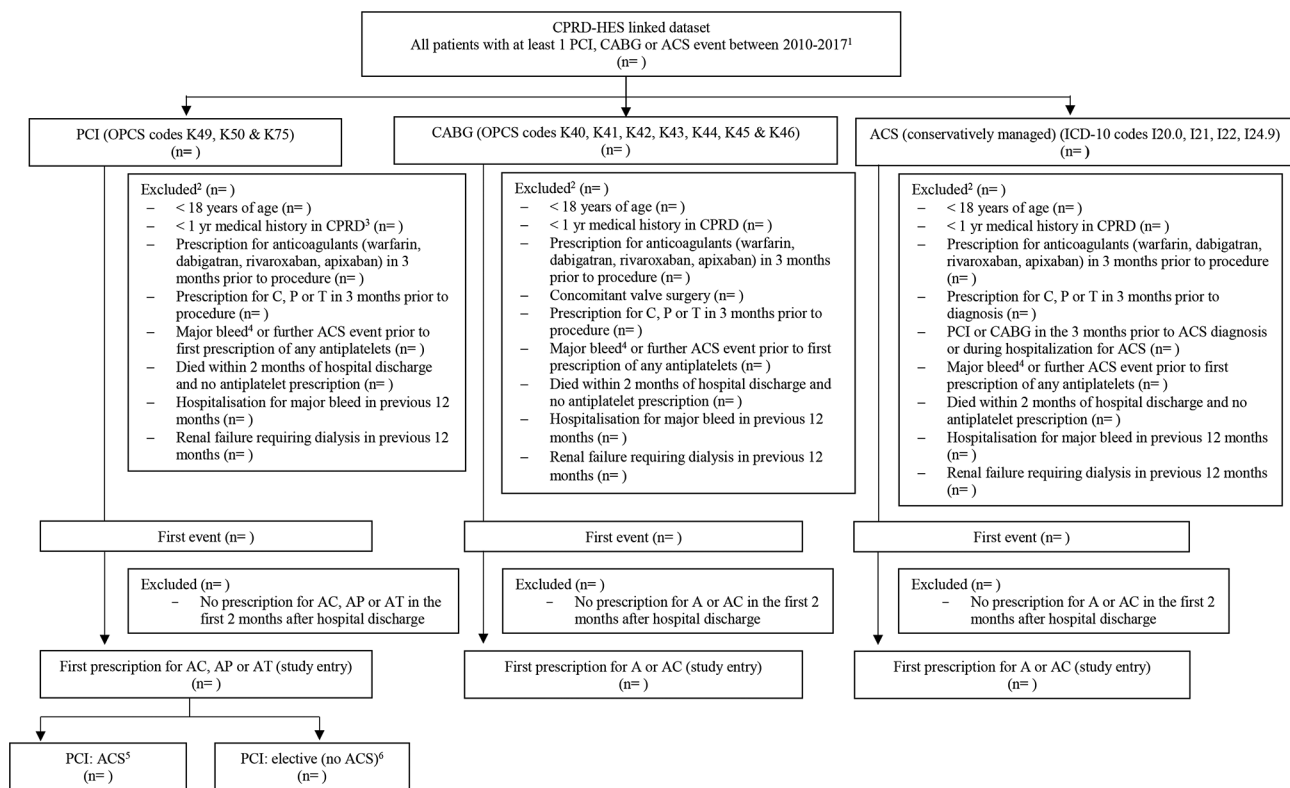 CPRD-HES linked dataset
All patients with at least 1 PCI, CABG or ACS event between 2010-2017¹
(n= )
PCI (OPCS codes K49, K50 & K75)
(n= )
CABG (OPCS codes K40, K41, K42, K43, K44, K45 & K46)
(n= )
ACS (conservatively managed) (ICD-10 codes I20.0, I21, I22, I24.9)
(n= )
Excluded² (n= )
– < 18 years of age (n= )
– < 1 yr medical history in CPRD³ (n= )
– Prescription for anticoagulants (warfarin,
dabigatran, rivaroxaban, apixaban) in 3
months prior to procedure (n= )
– Prescription for C, P or T in 3 months prior to
procedure (n= )
– Major bleed⁴ or further ACS event prior to
first prescription of any antiplatelets (n= )
– Died within 2 months of hospital discharge
and no antiplatelet prescription (n= )
– Hospitalisation for major bleed in previous 12
months (n= )
– Renal failure requiring dialysis in previous 12
months (n= )
Excluded² (n= )
– < 18 years of age (n= )
– < 1 yr medical history in CPRD (n= )
– Prescription for anticoagulants (warfarin,
dabigatran, rivaroxaban, apixaban) in 3 months
prior to procedure (n= )
– Concomitant valve surgery (n= )
– Prescription for C, P or T in 3 months prior to
procedure (n= )
– Major bleed⁴ or further ACS event prior to first
prescription of any antiplatelets (n= )
– Died within 2 months of hospital discharge and
no antiplatelet prescription (n= )
– Hospitalisation for major bleed in previous 12
months (n= )
– Renal failure requiring dialysis in previous 12
months (n= )
Excluded² (n= )
– < 18 years of age (n= )
– < 1 yr medical history in CPRD (n= )
– Prescription for anticoagulants (warfarin,
dabigatran, rivaroxaban, apixaban) in 3 months
prior to procedure (n= )
– Prescription for C, P or T in 3 months prior to
diagnosis (n= )
– PCI or CABG in the 3 months prior to ACS diagnosis
or during hospitalization for ACS (n= )
– Major bleed⁴ or further ACS event prior to first
prescription of any antiplatelets (n= )
– Died within 2 months of hospital discharge and no
antiplatelet prescription (n= )
– Hospitalisation for major bleed in previous 12 months
(n= )
– Renal failure requiring dialysis in previous 12 months
(n= )
First event (n= )
First event (n= )
First event (n= )
Excluded (n= )
– No prescription for AC, AP or AT in the
first 2 months after hospital discharge
Excluded (n= )
– No prescription for A or AC in the first 2
months after hospital discharge
Excluded (n= )
– No prescription for A or AC in the first 2
months after hospital discharge
First prescription for AC, AP or AT (study entry)
(n= )
First prescription for A or AC (study entry)
(n= )
First prescription for A or AC (study entry)
(n= )
PCI: ACS⁵
(n= )
PCI: elective (no ACS)⁶
(n= )